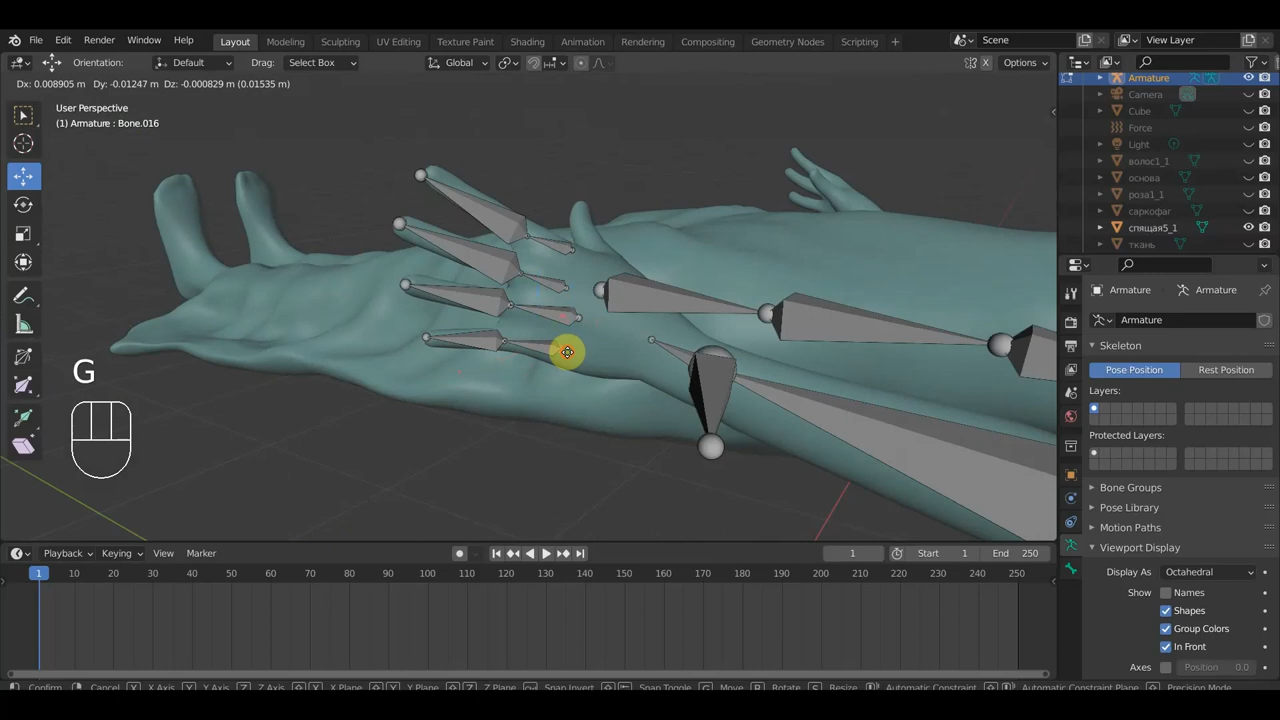 File Edit Render Window Help Layout Modeling Sculpting UV Editing Texture Paint Shading Animation Rendering Compositing Geometry Nodes Scripting + Scene View Layer
Orientation: Default Drag: Select Box Global X Options
Dx: 0.008905 m Dy: -0.01247 m Dz: -0.000829 m (0.01535 m)
User Perspective
(1) Armature : Bone.016
G
Armature
Camera
Cube
Force
Light
волос1_1
основа
роза1_1
саркофаг
спящая5_1
ткань
Armature Armature
Armature
Skeleton
Pose Position Rest Position
Layers:
Protected Layers:
Bone Groups
Pose Library
Motion Paths
Viewport Display
Display As Octahedral
Show Names
Shapes
Group Colors
In Front
Axes Position 0.0
Playback Keying View Marker 1 Start 1 End 250
1 10 20 30 40 50 60 70 80 90 100 110 120 130 140 150 160 170 180 190 200 210 220 230 240 250
Confirm Cancel X X Axis Y Y Axis Z Z Axis X Plane Y Plane Z Plane Snap Invert Snap Toggle G Move R Rotate S Resize Automatic Constraint Automatic Constraint Plane Precision Mode